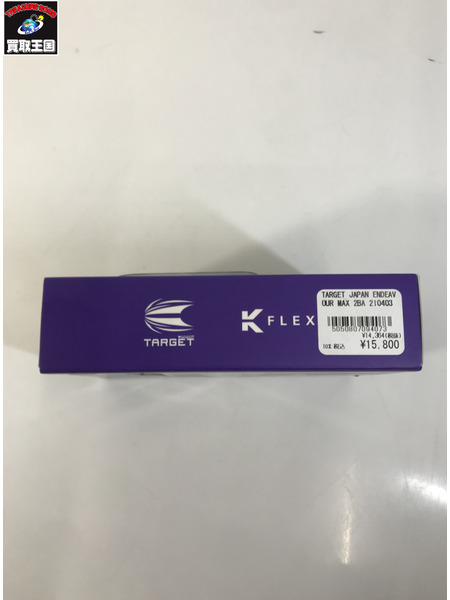 買取王国
TARGET
K FLEX
TARGET JAPAN ENDEAV
OUR MAX 2BA 210403
5050807094073
¥14,364(税抜)
10% 税込 ¥15,800